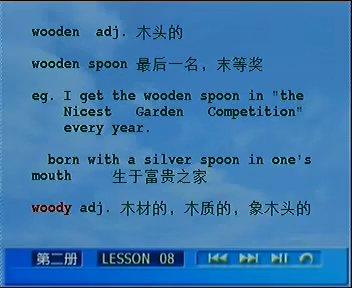 wooden adj. 木头的
wooden spoon 最后一名，末等奖
eg. I get the wooden spoon in "the
Nicest Garden Competition"
every year.
born with a silver spoon in one's
mouth 生于富贵之家
woody adj. 木材的，木质的，象木头的
第二册 LESSON 08